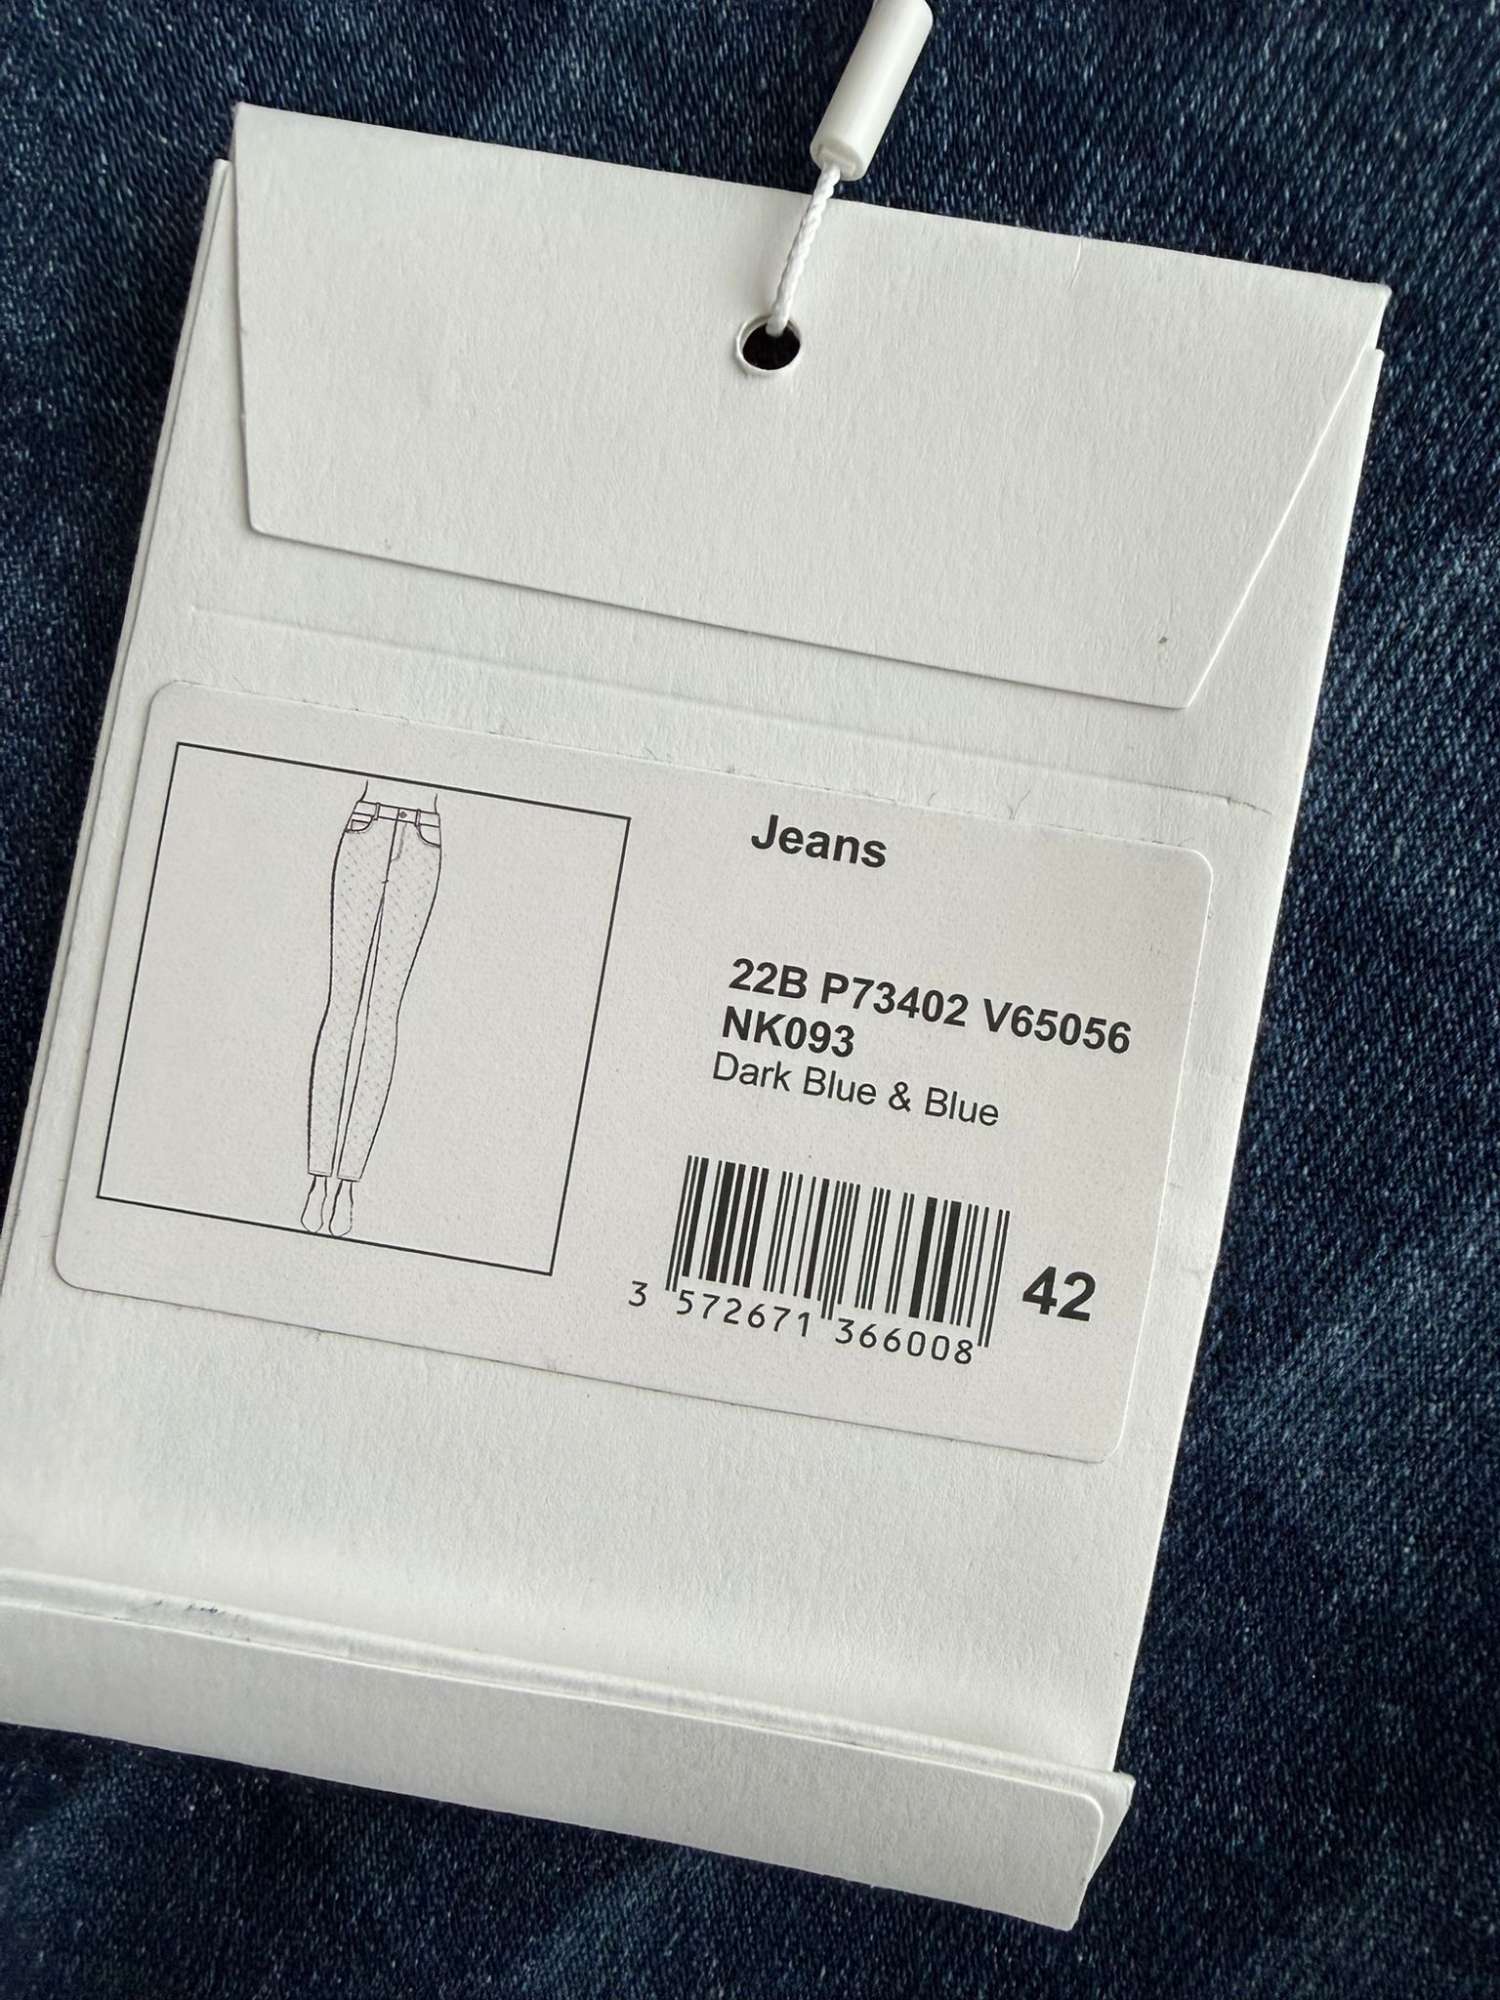 Jeans
22B P73402 V65056
NK093
Dark Blue & Blue
42
3 572671 366008